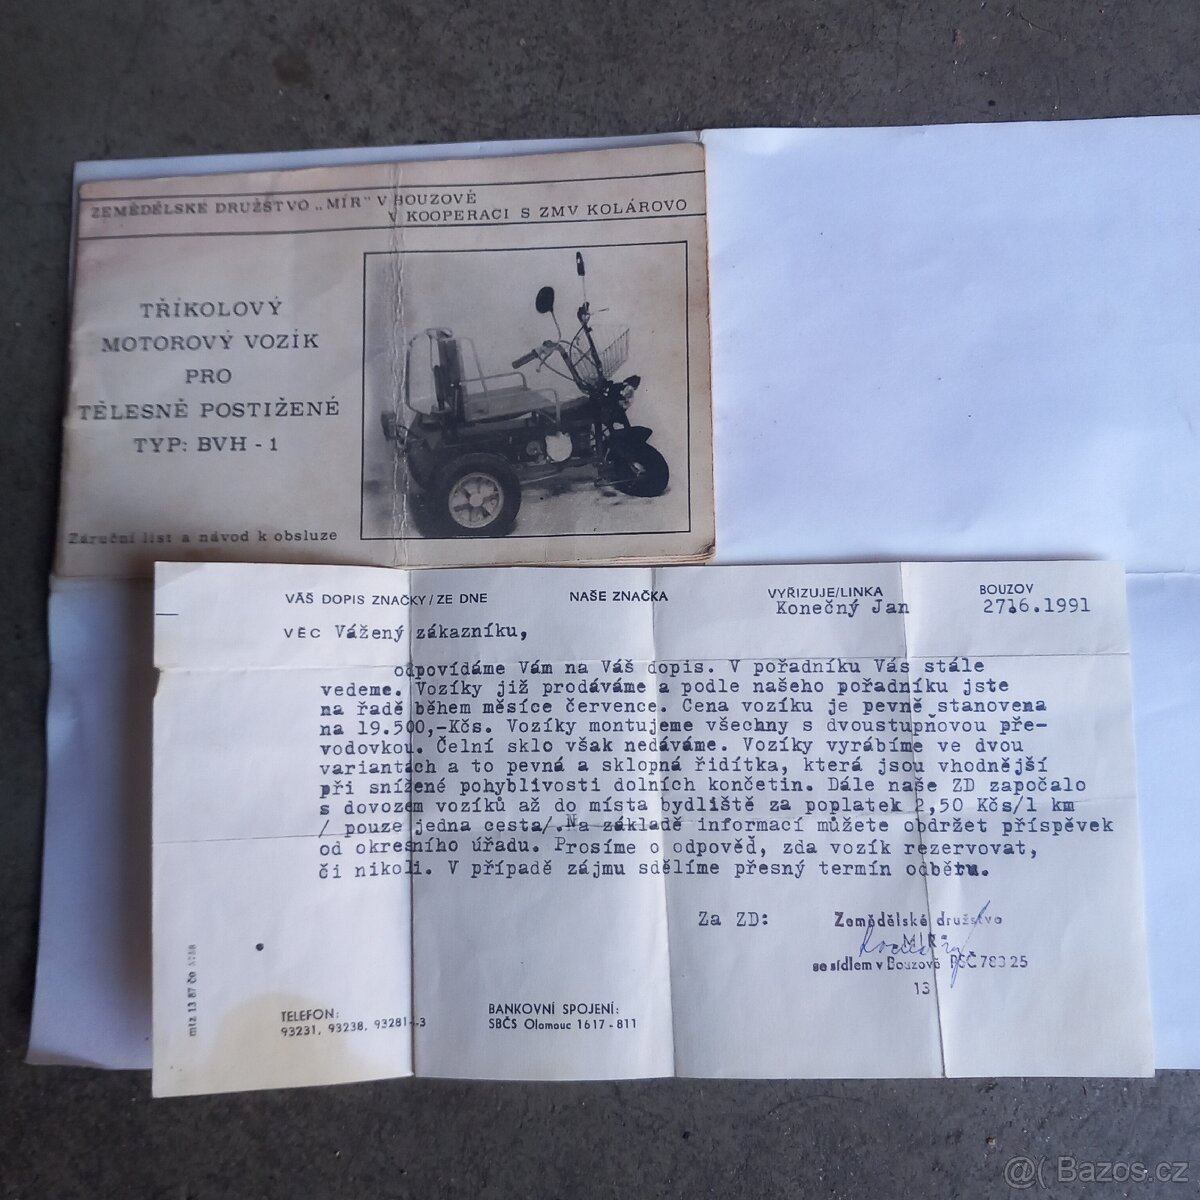 ZEMĚDĚLSKÉ DRUŽSTVO „MÍR" V BOUZOVĚ
V KOOPERACI S ZMV KOLÁROVO
TŘÍKOLOVÝ
MOTOROVÝ VOZÍK
PRO
TĚLESNĚ POSTIŽENÉ
TYP: BVH - 1
Záruční list a návod k obsluze
VÁŠ DOPIS ZNAČKY/ZE DNE NAŠE ZNAČKA VYŘIZUJE/LINKA BOUZOV
Konečný Jan 27.6.1991
VĚC Vážený zákazníku,
odpovídáme Vám na Váš dopis. V pořadníku Vás stále
vedeme. Vozíky již prodáváme a podle našeho pořadníku jste
na řadě během měsíce července. Cena vozíku je pevně stanovena
na 19.500,-Kčs. Vozíky montujeme všechny s dvoustupňovou pře-
vodovkou. Čelní sklo však nedáváme. Vozíky vyrábíme ve dvou
variantách a to pevná a sklopná řidítka, která jsou vhodnější
při snížené pohyblivosti dolních končetin. Dále naše ZD započalo
s dovozem vozíků až do místa bydliště za poplatek 2,50 Kčs/1 km
/ pouze jedna cesta/. Na základě informací můžete obdržet příspěvek
od okresního úřadu. Prosíme o odpověď, zda vozík rezervovat,
či nikoli. V případě zájmu sdělíme přesný termín odběru.
Za ZD: Zemědělské družstvo
„MÍR"
se sídlem v Bouzově PSČ 783 25
13
TELEFON:
93231, 93238, 93281-3
BANKOVNÍ SPOJENÍ:
SBČS Olomouc 1617-811
mtz 13 87 ČO
@( Bazos.cz